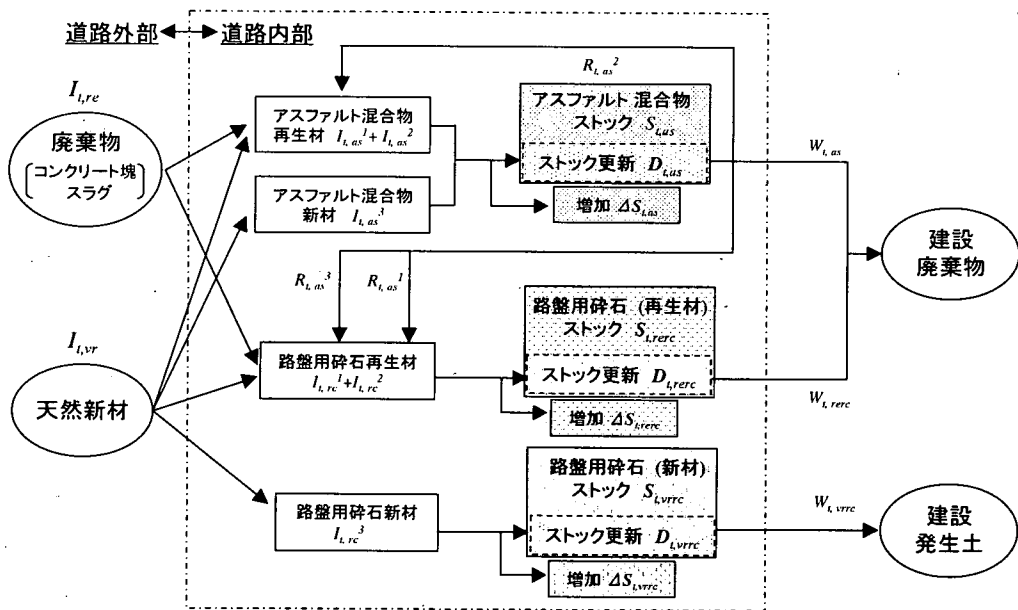 道路外部 ←→ 道路内部
I_{t,re}
廃棄物
コンクリート塊
スラグ
I_{t,vr}
天然新材
R_{t,as}^2
アスファルト混合物
再生材 I_{t,as}^1 + I_{t,as}^2
アスファルト混合物
新材 I_{t,as}^3
アスファルト混合物
ストック S_{t,as}
ストック更新 D_{t,as}
増加 ΔS_{t,as}
R_{t,as}^3
R_{t,as}^1
路盤用砕石再生材
I_{t,rc}^1 + I_{t,rc}^2
路盤用砕石 (再生材)
ストック S_{t,rerc}
ストック更新 D_{t,rerc}
増加 ΔS_{t,rerc}
路盤用砕石新材
I_{t,rc}^3
路盤用砕石 (新材)
ストック S_{t,vrrc}
ストック更新 D_{t,vrrc}
増加 ΔS_{t,vrrc}
W_{t,as}
建設
廃棄物
W_{t,rerc}
W_{t,vrrc}
建設
発生土